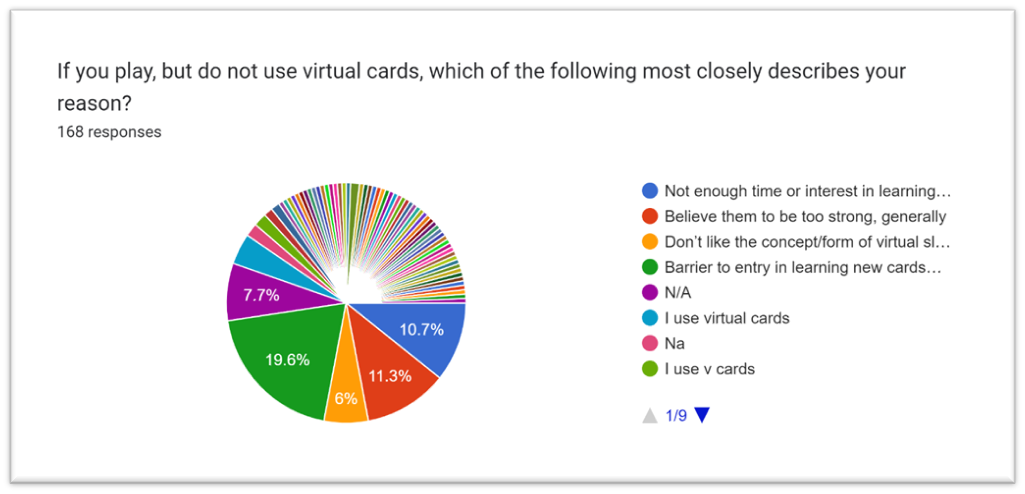 If you play, but do not use virtual cards, which of the following most closely describes your
reason?
168 responses
Not enough time or interest in learning…
Believe them to be too strong, generally
Don't like the concept/form of virtual sl…
Barrier to entry in learning new cards…
N/A
I use virtual cards
Na
I use v cards
1/9
7.7%
10.7%
19.6%
11.3%
6%